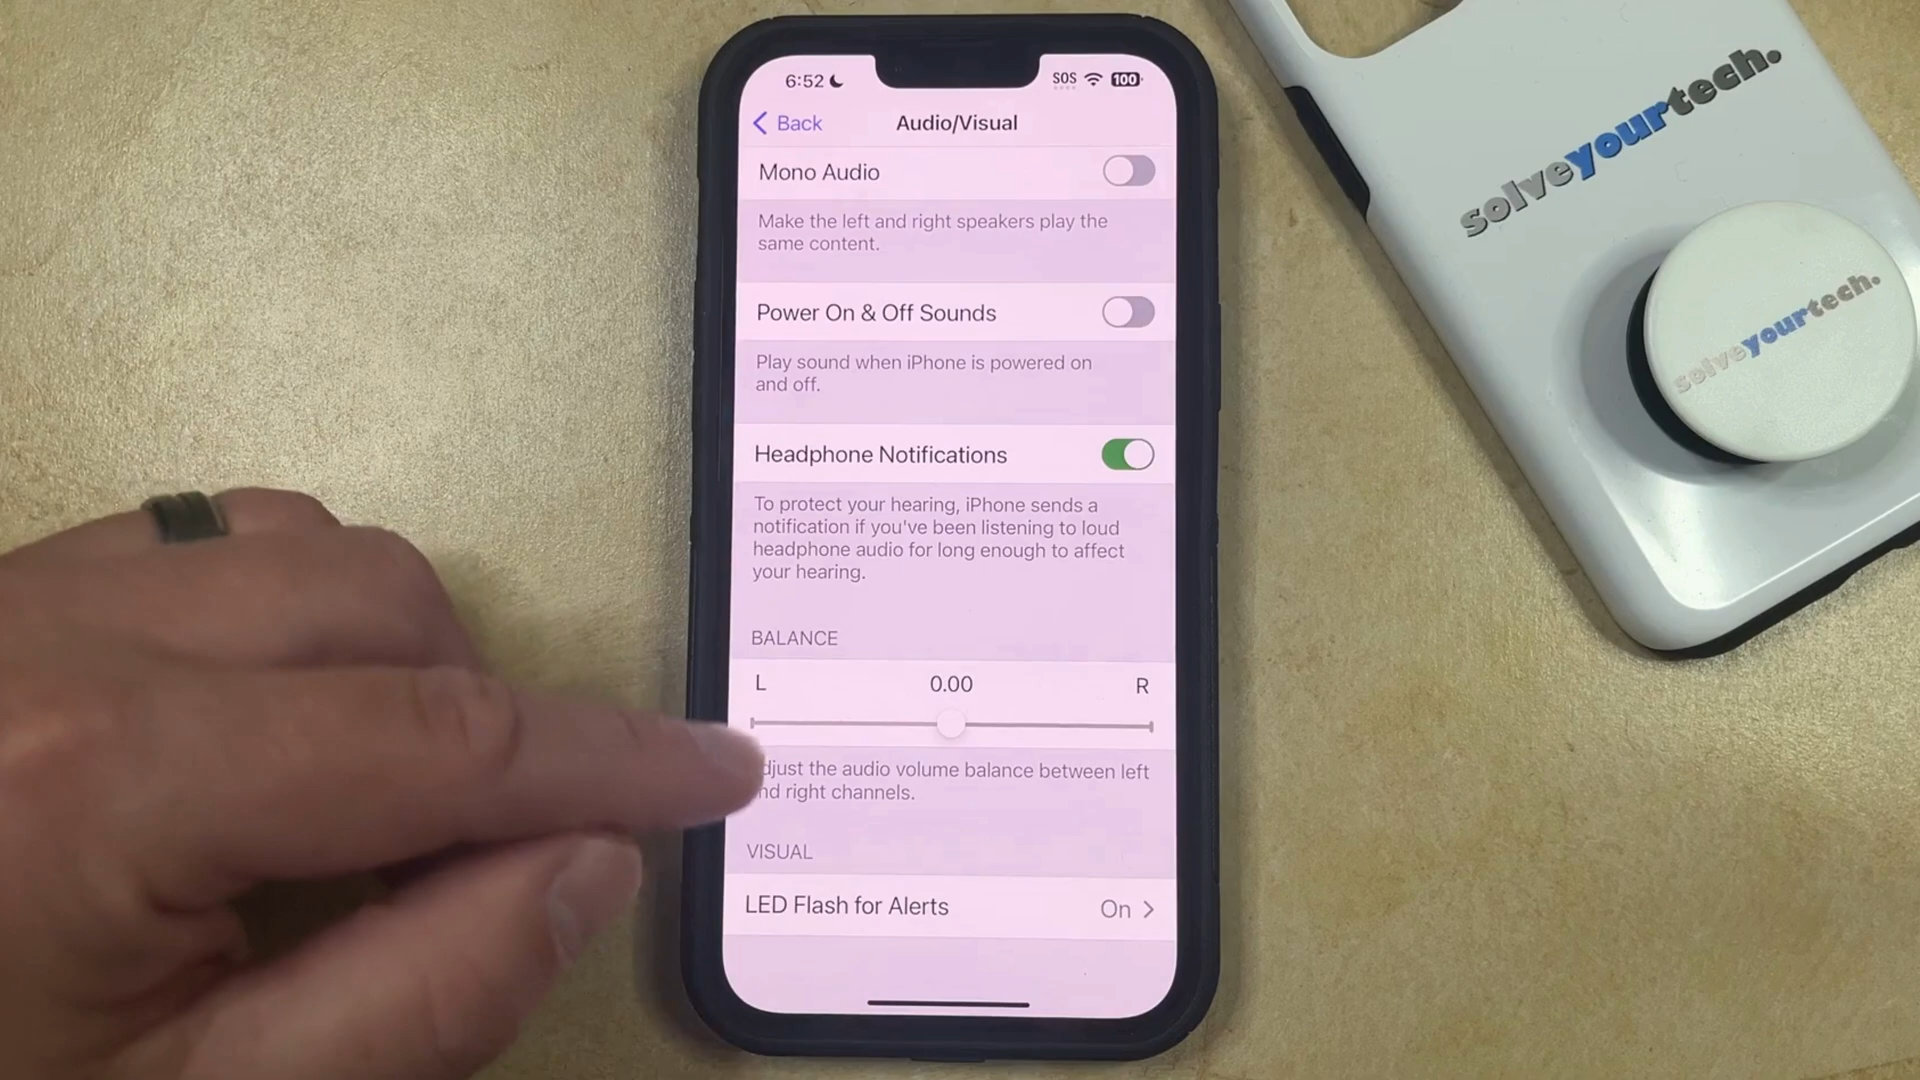 6:52
SOS
100
Back
Audio/Visual
Mono Audio
Make the left and right speakers play the
same content.
Power On & Off Sounds
Play sound when iPhone is powered on
and off.
Headphone Notifications
To protect your hearing, iPhone sends a
notification if you've been listening to loud
headphone audio for long enough to affect
your hearing.
BALANCE
L 0.00 R
djust the audio volume balance between left
nd right channels.
VISUAL
LED Flash for Alerts On
solveyourtech.
solveyourtech.